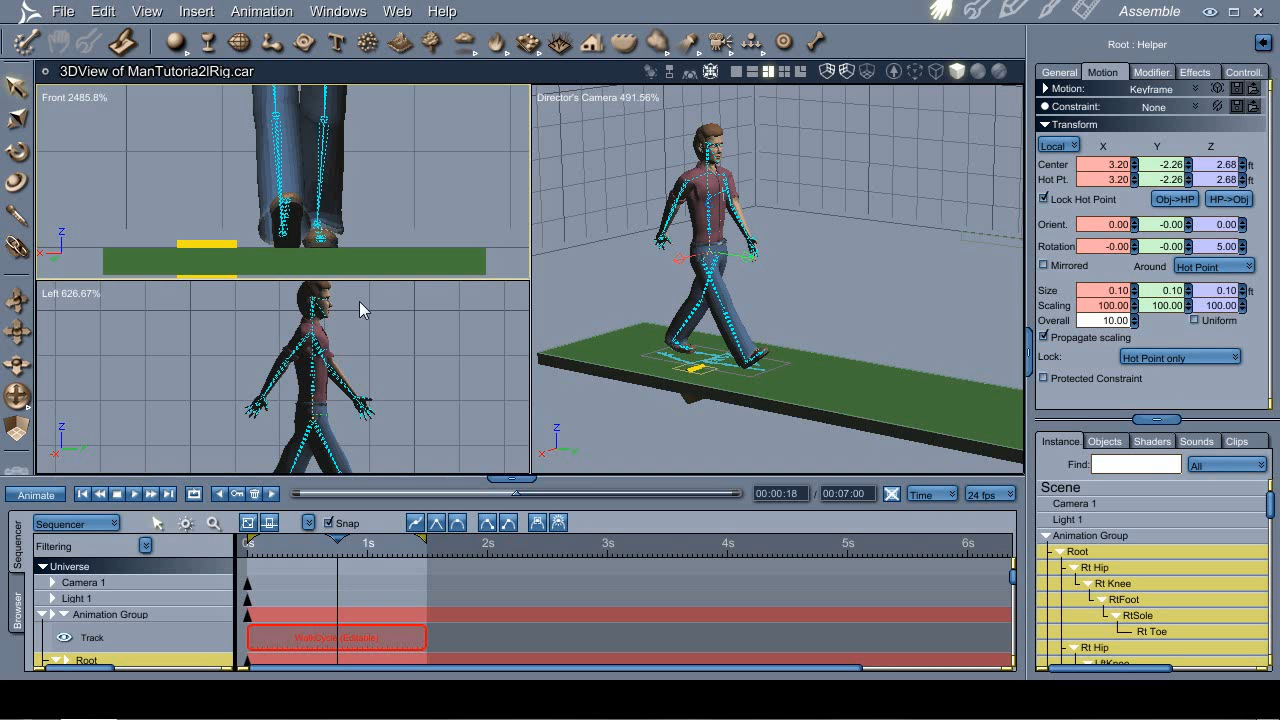 File Edit View Insert Animation Windows Web Help Assemble
3DView of ManTutoria2lRig.car
Root : Helper
General Motion Modifier. Effects Controll.
Motion: Keyframe
Constraint: None
Transform
Local X Y Z
Center 3.20 -2.26 2.68 ft
Hot Pt. 3.20 -2.26 2.68
Lock Hot Point Obj->HP HP->Obj
Orient. 0.00 -0.00 0.00
Rotation -0.00 -0.00 5.00
Mirrored Around Hot Point
Size 0.10 0.10 0.10 ft
Scaling 100.00 100.00 100.00
Overall 10.00 Uniform
Propagate scaling
Lock: Hot Point only
Protected Constraint
Front 2485.8%
Director's Camera 491.56%
Left 626.67%
Z
X
Z
-X Y
Z
X Y
Instance. Objects Shaders Sounds Clips
Find: All
Scene
Camera 1
Light 1
Animation Group
Root
Rt Hip
Rt Knee
RtFoot
RtSole
Rt Toe
Rt Hip
LftKnee
Animate 00:00:18 / 00:07:00 Time 24 fps
Sequencer Snap
Filtering 0s 1s 2s 3s 4s 5s 6s
Universe
Camera 1
Light 1
Animation Group
Track WalkCycle (Editable)
Root
Sequencer
Browser